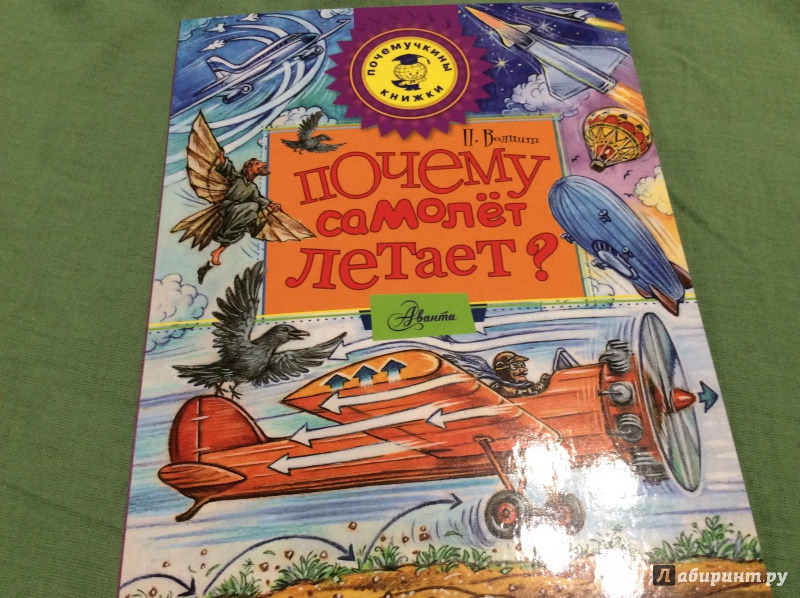 почемучкины
книжки
П. Волцит
Почему
самолёт
летает?
Аванта
Лабиринт.ру